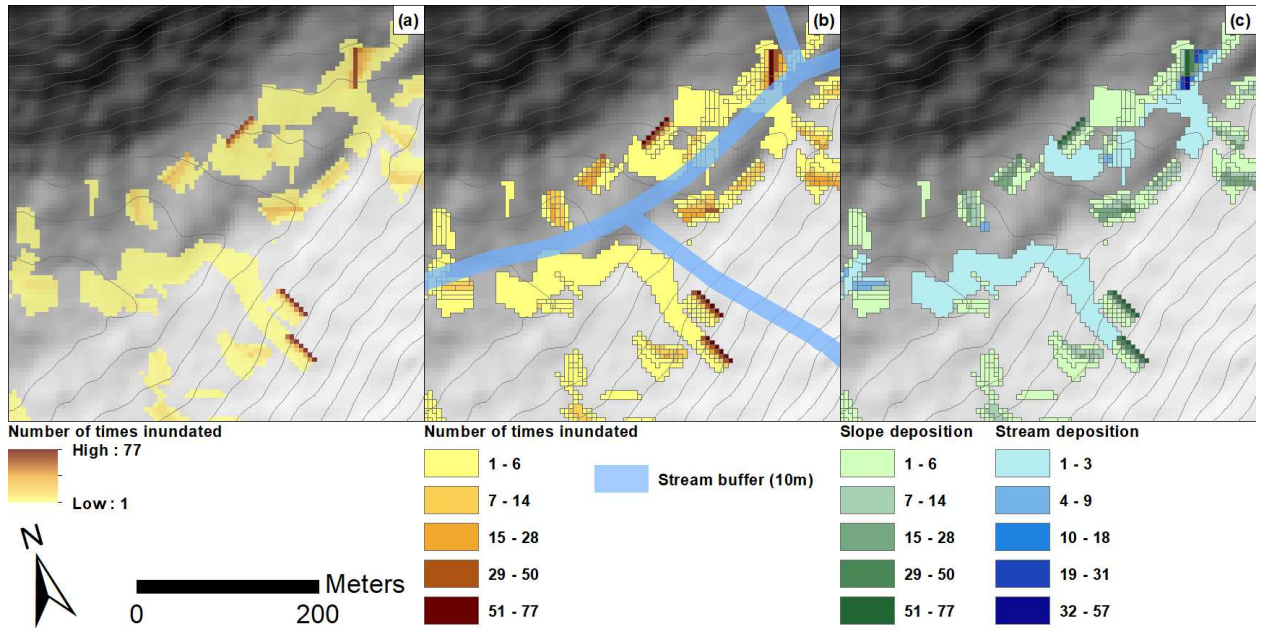 (a)
(b)
(c)
Number of times inundated
High : 77
Low : 1
N
Meters
0 200
Number of times inundated
1 - 6
7 - 14
15 - 28
29 - 50
51 - 77
Stream buffer (10m)
Slope deposition
1 - 6
7 - 14
15 - 28
29 - 50
51 - 77
Stream deposition
1 - 3
4 - 9
10 - 18
19 - 31
32 - 57